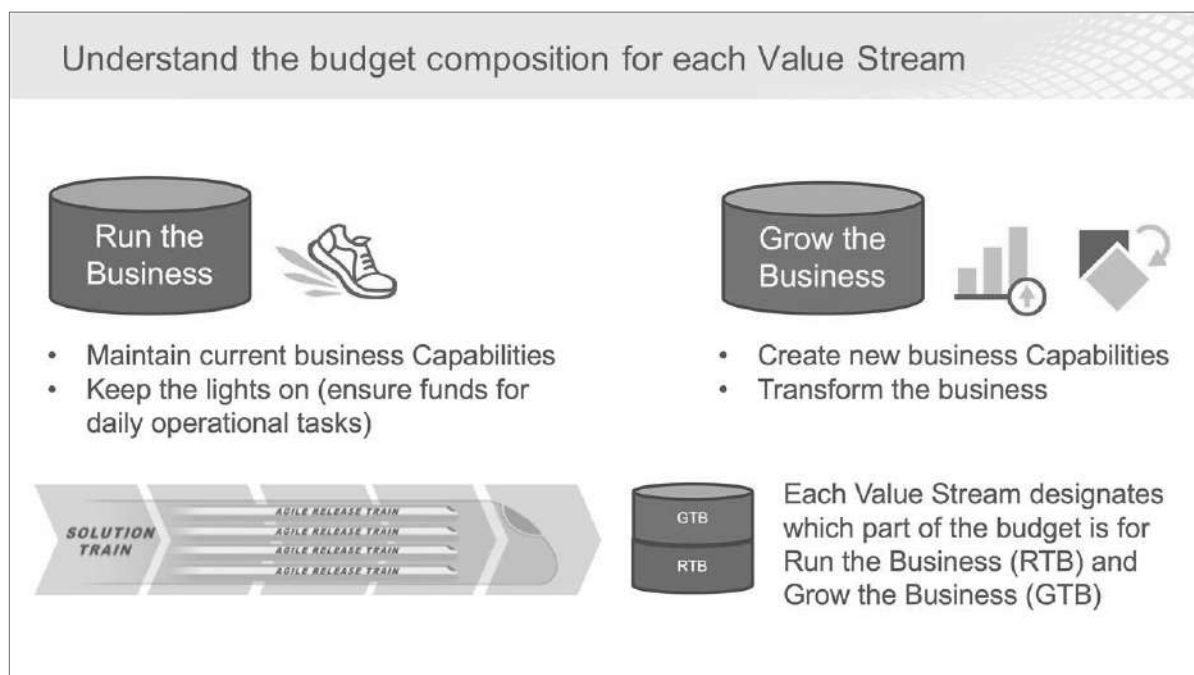 Understand the budget composition for each Value Stream
Run the
Business
Grow the
Business
• Maintain current business Capabilities
• Keep the lights on (ensure funds for
daily operational tasks)
• Create new business Capabilities
• Transform the business
SOLUTION
TRAIN
AGILE RELEASE TRAIN
AGILE RELEASE TRAIN
AGILE RELEASE TRAIN
AGILE RELEASE TRAIN
GTB
RTB
Each Value Stream designates
which part of the budget is for
Run the Business (RTB) and
Grow the Business (GTB)